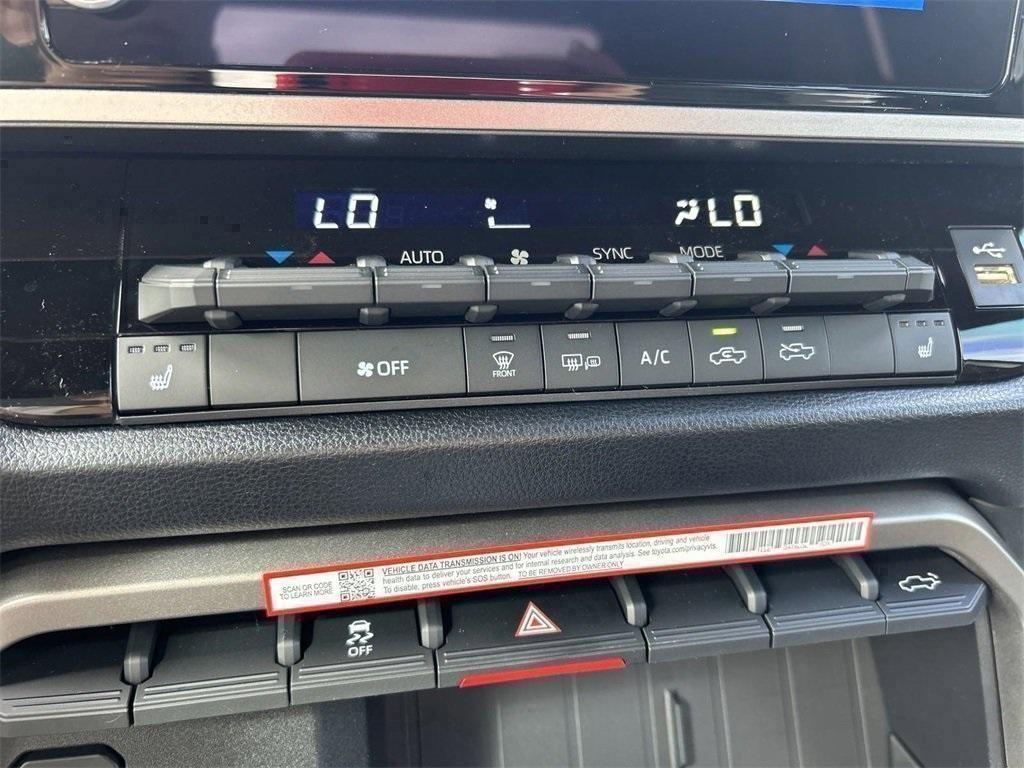 LO LO
AUTO SYNC MODE
OFF FRONT A/C
SCAN OR CODE
TO LEARN MORE
VEHICLE DATA TRANSMISSION IS ON! Your vehicle wirelessly transmits location, driving and vehicle
health data to deliver your services and for internal research and data analysis. See toyota.com/privacyvts.
To disable, press vehicle's SOS button. TO BE REMOVED BY OWNER ONLY
OFF